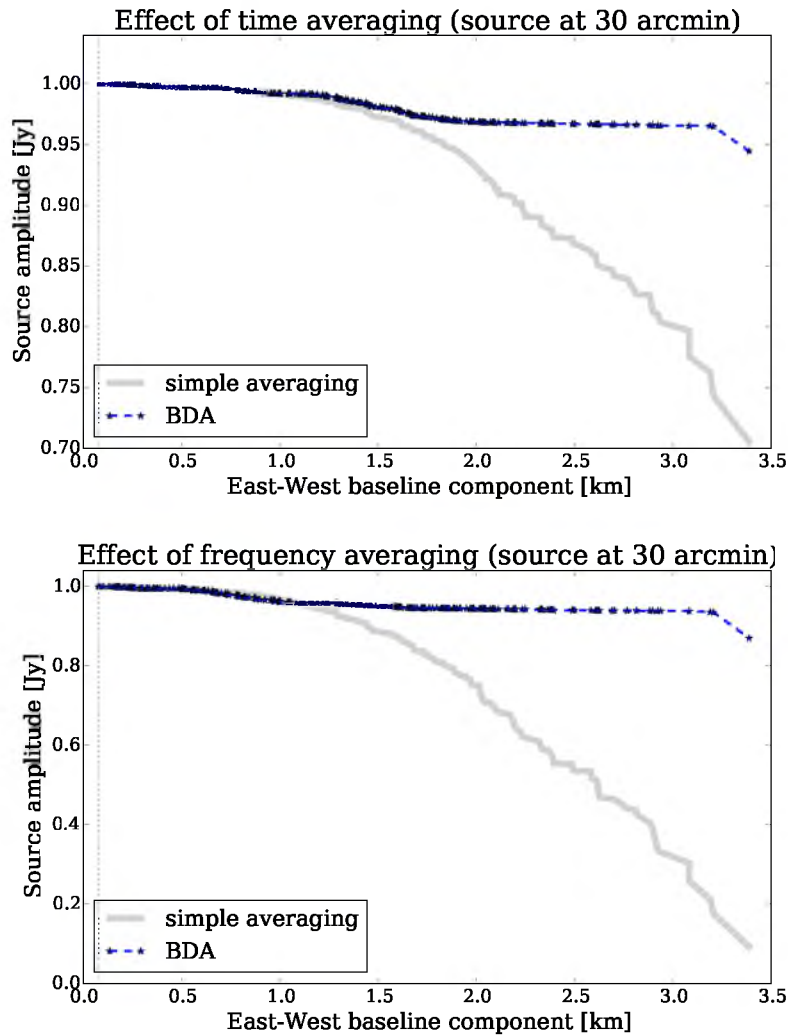 Effect of time averaging (source at 30 arcmin)
1.00
0.95
0.90
0.85
0.80
0.75
0.70
Source amplitude [Jy]
simple averaging
BDA
0.0 0.5 1.0 1.5 2.0 2.5 3.0 3.5
East-West baseline component [km]
Effect of frequency averaging (source at 30 arcmin)
1.0
0.8
0.6
0.4
0.2
0.0
Source amplitude [Jy]
simple averaging
BDA
0.0 0.5 1.0 1.5 2.0 2.5 3.0 3.5
East-West baseline component [km]